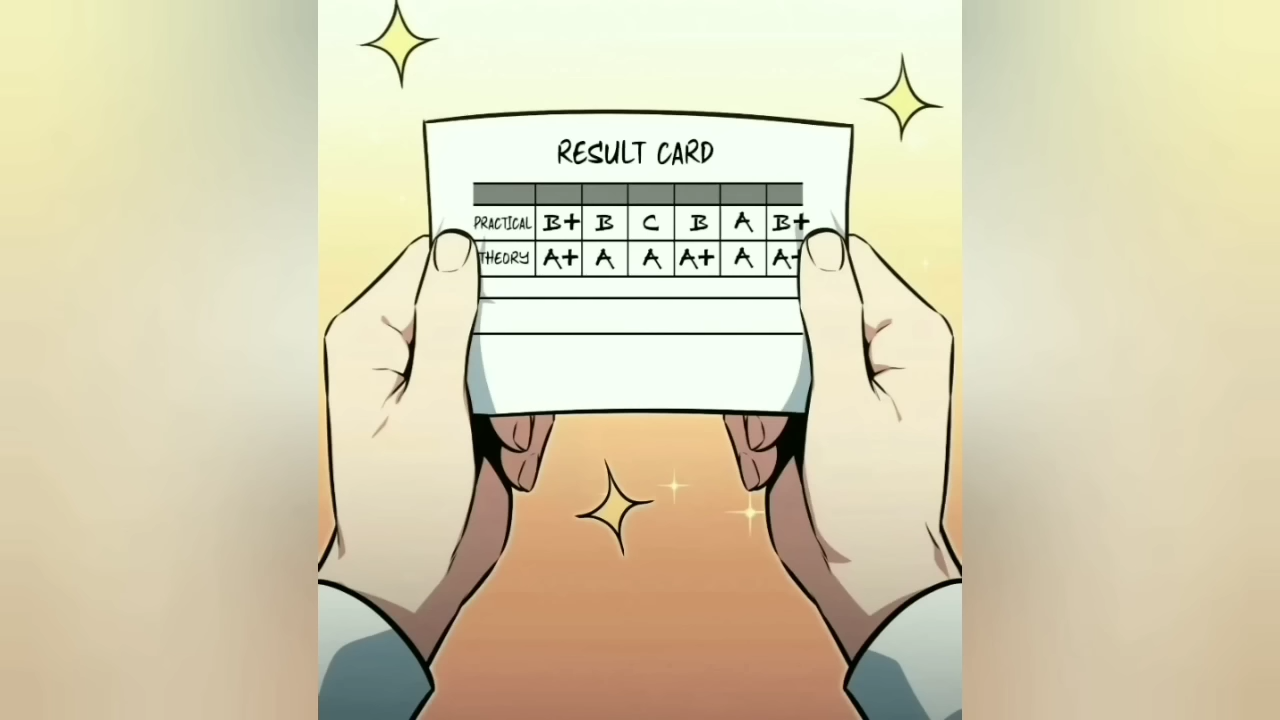 RESULT CARD
PRACTICAL B+ B C B A B+
THEORY A+ A A A+ A A+